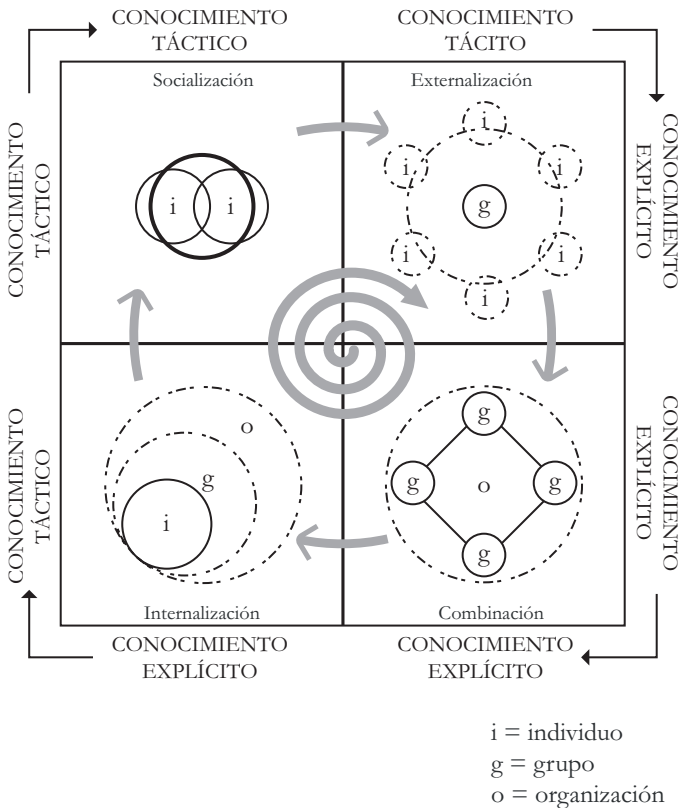 CONOCIMIENTO
TÁCTICO
CONOCIMIENTO
TÁCITO
CONOCIMIENTO
TÁCTICO
Socialización
i
i
Externalización
i
i
i
g
i
i
i
CONOCIMIENTO
EXPLÍCITO
CONOCIMIENTO
TÁCTICO
o
g
i
Internalización
g
g
o
g
g
Combinación
CONOCIMIENTO
EXPLÍCITO
CONOCIMIENTO
EXPLÍCITO
CONOCIMIENTO
EXPLÍCITO
i = individuo
g = grupo
o = organización